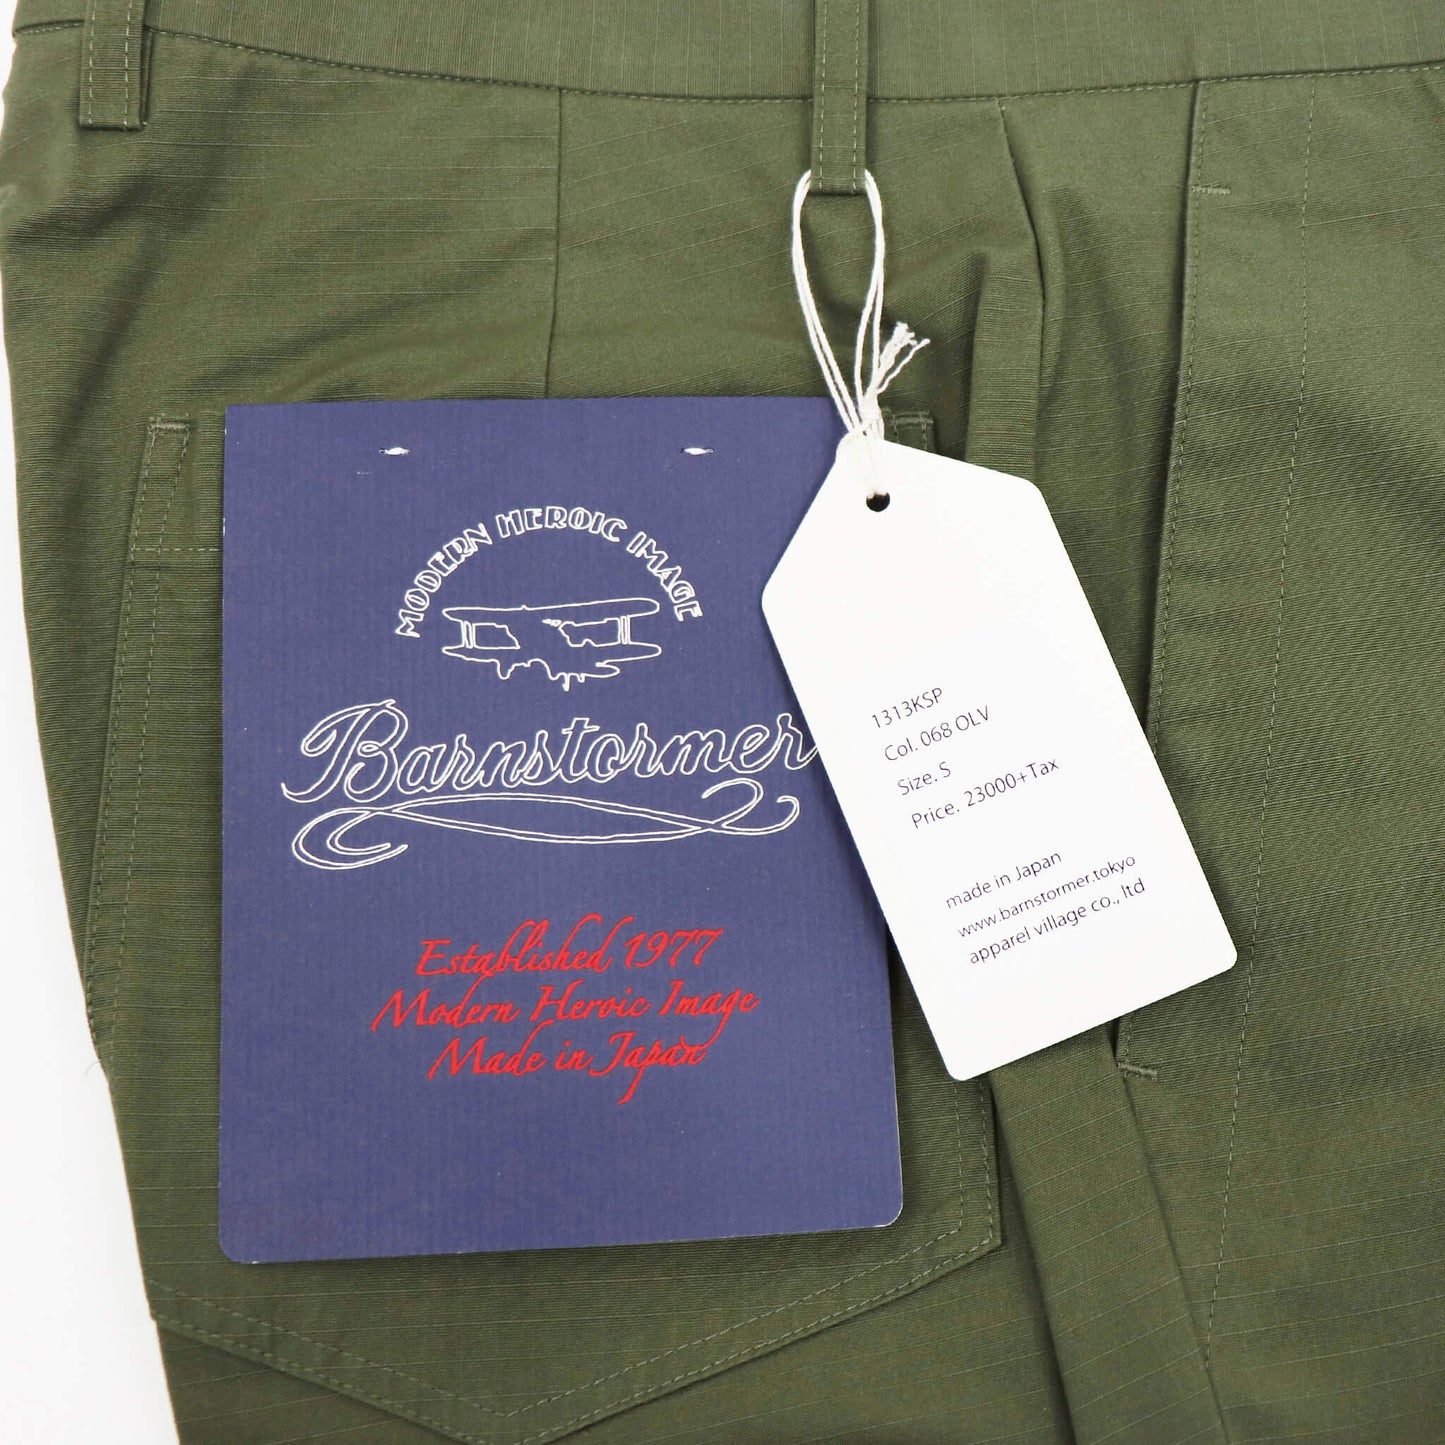 MODERN HEROIC IMAGE
Barnstormer
Established 1977
Modern Heroic Image
Made in Japan
1313KSP
Col. 068 OLV
Size. S
Price. 23000+Tax
made in Japan
www.barnstormer.tokyo
apparel village co., ltd